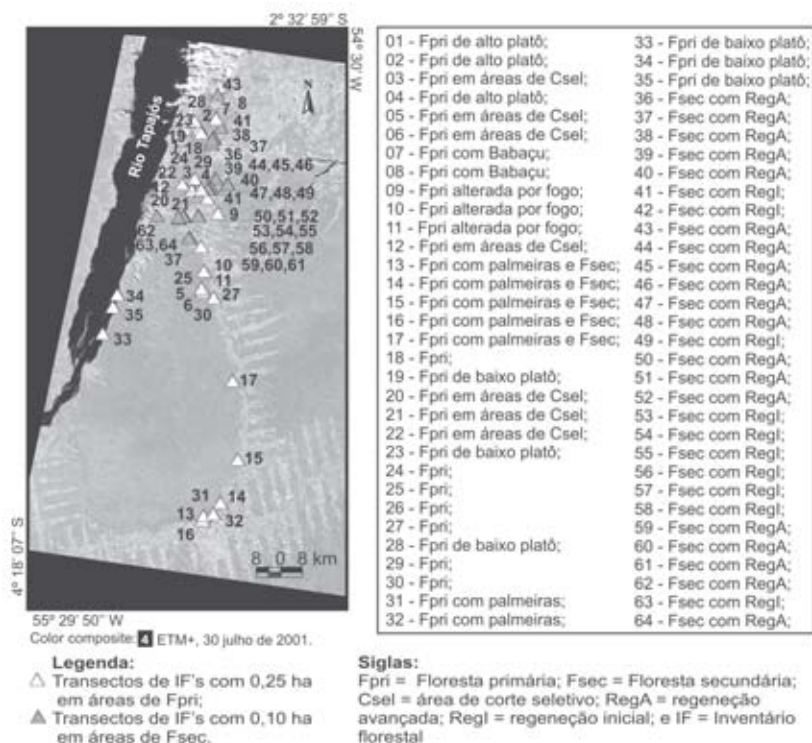 2º 32' 59" S
54º 30' W
N
Rio Tapajós
43
28
2
7
8
23
41
19
38
1
18
37
24
29
36
22
3
4
39
44, 45, 46
12
40
20
21
41
47, 48, 49
9
62
50, 51, 52
63, 64
53, 54, 55
37
56, 57, 58
10
59, 60, 61
25
11
5
27
6
30
34
35
33
17
15
31
14
13
32
16
8 0 8 km
4º 18' 07" S
55º 29' 50" W
Color composite: 4 ETM+, 30 julho de 2001.
Legenda:
Transectos de IF's com 0,25 ha
em áreas de Fpri;
Transectos de IF's com 0,10 ha
em áreas de Fsec.
01 - Fpri de alto platô;
02 - Fpri de alto platô;
03 - Fpri em áreas de Csel;
04 - Fpri de alto platô;
05 - Fpri em áreas de Csel;
06 - Fpri em áreas de Csel;
07 - Fpri com Babaçu;
08 - Fpri com Babaçu;
09 - Fpri alterada por fogo;
10 - Fpri alterada por fogo;
11 - Fpri alterada por fogo;
12 - Fpri em áreas de Csel;
13 - Fpri com palmeiras e Fsec;
14 - Fpri com palmeiras e Fsec;
15 - Fpri com palmeiras e Fsec;
16 - Fpri com palmeiras e Fsec;
17 - Fpri com palmeiras e Fsec;
18 - Fpri;
19 - Fpri de baixo platô;
20 - Fpri em áreas de Csel;
21 - Fpri em áreas de Csel;
22 - Fpri em áreas de Csel;
23 - Fpri de baixo platô;
24 - Fpri;
25 - Fpri;
26 - Fpri;
27 - Fpri;
28 - Fpri de baixo platô;
29 - Fpri;
30 - Fpri;
31 - Fpri com palmeiras;
32 - Fpri com palmeiras;
33 - Fpri de baixo platô;
34 - Fpri de baixo platô;
35 - Fpri de baixo platô;
36 - Fsec com RegA;
37 - Fsec com RegA;
38 - Fsec com RegA;
39 - Fsec com RegA;
40 - Fsec com RegA;
41 - Fsec com RegI;
42 - Fsec com RegI;
43 - Fsec com RegA;
44 - Fsec com RegA;
45 - Fsec com RegA;
46 - Fsec com RegA;
47 - Fsec com RegA;
48 - Fsec com RegA;
49 - Fsec com RegI;
50 - Fsec com RegA;
51 - Fsec com RegA;
52 - Fsec com RegA;
53 - Fsec com RegI;
54 - Fsec com RegI;
55 - Fsec com RegI;
56 - Fsec com RegI;
57 - Fsec com RegI;
58 - Fsec com RegI;
59 - Fsec com RegA;
60 - Fsec com RegA;
61 - Fsec com RegA;
62 - Fsec com RegA;
63 - Fsec com RegI;
64 - Fsec com RegA;
Siglas:
Fpri = Floresta primária; Fsec = Floresta secundária;
Csel = área de corte seletivo; RegA = regeneção
avançada; RegI = regeneção inicial; e IF = Inventário
florestal